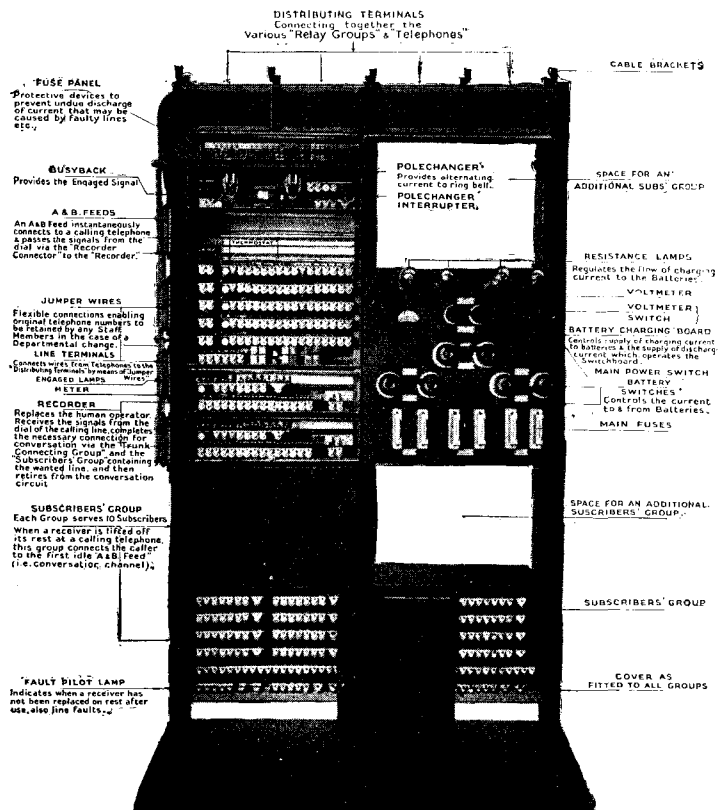 DISTRIBUTING TERMINALS
Connecting together the
Various "Relay Groups" & "Telephones"
CABLE BRACKETS
FUSE PANEL
Protective devices to
prevent undue discharge
of current that may be
caused by faulty lines
etc.,
BUSYBACK
Provides the Engaged Signal
A & B. FEEDS
An A&B Feed instantaneously
connects to a calling telephone
& passes the signals from the
dial via the "Recorder
Connector" to the "Recorder."
THERMOSTAT
JUMPER WIRES
Flexible connections enabling
original telephone numbers to
be retained by any Staff
Members in the case of a
Departmental change.
LINE TERMINALS
Connects wires from Telephones to the
Distributing Terminals by means of Jumper
Wires
ENGAGED LAMPS
METER
RECORDER
Replaces the human operator.
Receives the signals from the
dial of the calling line, completes
the necessary connection for
conversation via the "Trunk-
Connecting Group" and the
"Subscribers' Group" containing
the wanted line, and then
retires from the conversation
circuit
SUBSCRIBERS' GROUP
Each Group serves 10 Subscribers
When a receiver is lifted off
its rest at a calling telephone,
this group connects the caller
to the first idle "A&B. Feed"
(i.e. conversation channel).
FAULT PILOT LAMP
Indicates when a receiver has
not been replaced on rest after
use, also line faults.
POLECHANGER
Provides alternating
current to ring bell.
POLECHANGER
INTERRUPTER
SPACE FOR AN
ADDITIONAL SUBS' GROUP
RESISTANCE LAMPS
Regulates the flow of charging
current to the Batteries.
VOLTMETER
VOLTMETER
SWITCH
BATTERY CHARGING BOARD
Controls supply of charging current
to batteries & the supply of discharge
current which operates the
Switchboard.
MAIN POWER SWITCH
BATTERY
SWITCHES
Controls the current
to & from Batteries.
MAIN FUSES
SPACE FOR AN ADDITIONAL
SUSCRIBERS' GROUP.
SUBSCRIBERS' GROUP
COVER AS
FITTED TO ALL GROUPS